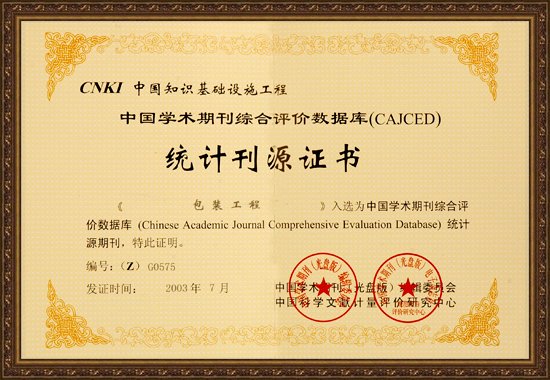 CNKI 中国知识基础设施工程
中国学术期刊综合评价数据库(CAJCED)
统计刊源证书
《 包装工程 》入选为中国学术期刊综合评
价数据库 (Chinese Academic Journal Comprehensive Evaluation Database) 统计
源期刊，特此证明。
编号：（Z）G0575
发证时间： 2003 年 7 月
中国学术期刊（光盘版）编辑委员会
中国科学文献计量评价研究中心